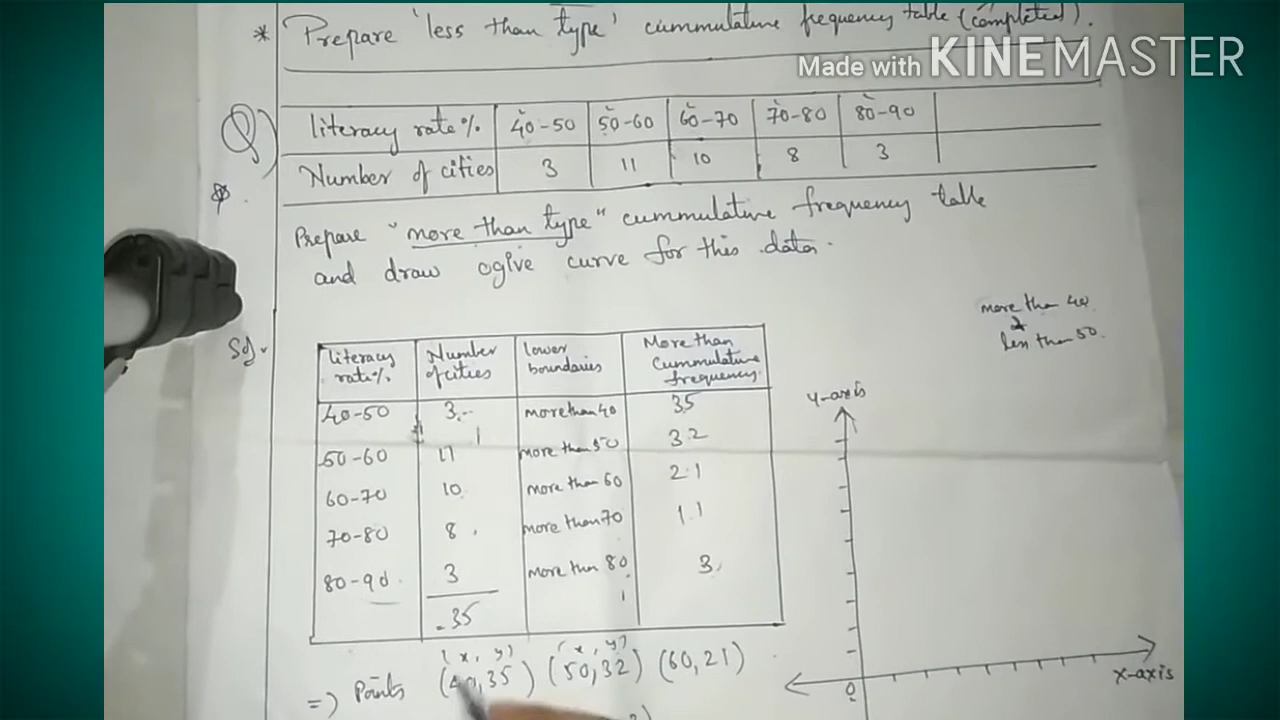 * Prepare 'less than type' cummulative frequency table (completed).
Made with KINEMASTER
Q) literacy rate% 40-50 50-60 60-70 70-80 80-90
Number of cities 3 11 10 8 3
Prepare "more than type" cummulative frequency table
and draw ogive curve for this data.
more than 40
less than 50.
Sol.
literacy rate% Number of cities lower boundaries More than cummulative frequency
40-50 3 more than 40 35
50-60 11 more than 50 32
60-70 10 more than 60 21
70-80 8 more than 70 11
80-90 3 more than 80 3
35
Y-axis
0
X-axis
(x, y) (x, y)
=) Points (40,35) (50,32) (60,21)